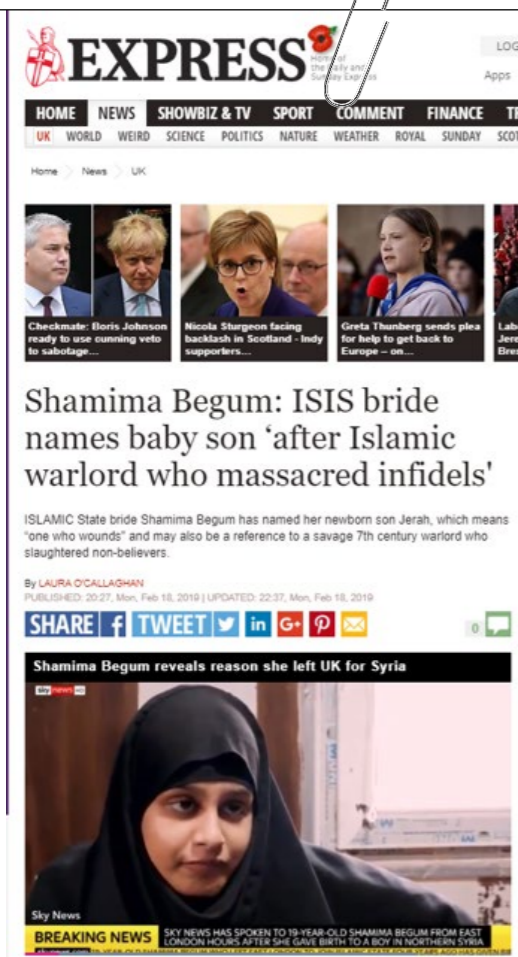 EXPRESS
Home of
the Daily and
Sunday Express
LOG
Apps
HOME NEWS SHOWBIZ & TV SPORT COMMENT FINANCE
UK WORLD WEIRD SCIENCE POLITICS NATURE WEATHER ROYAL SUNDAY SCOT
Home News UK
Checkmate: Boris Johnson
ready to use cunning veto
to sabotage...
Nicola Sturgeon facing
backlash in Scotland - Indy
supporters...
Greta Thunberg sends plea
for help to get back to
Europe – on...
Shamima Begum: ISIS bride
names baby son ‘after Islamic
warlord who massacred infidels'
ISLAMIC State bride Shamima Begum has named her newborn son Jerah, which means
"one who wounds" and may also be a reference to a savage 7th century warlord who
slaughtered non-believers.
By LAURA O'CALLAGHAN
PUBLISHED: 20:27, Mon, Feb 18, 2019 | UPDATED: 22:37, Mon, Feb 18, 2019
SHARE f TWEET in G+
0
Shamima Begum reveals reason she left UK for Syria
sky news HD
Sky News
BREAKING NEWS
SKY NEWS HAS SPOKEN TO 19-YEAR-OLD SHAMIMA BEGUM FROM EAST
LONDON HOURS AFTER SHE GAVE BIRTH TO A BOY IN NORTHERN SYRIA